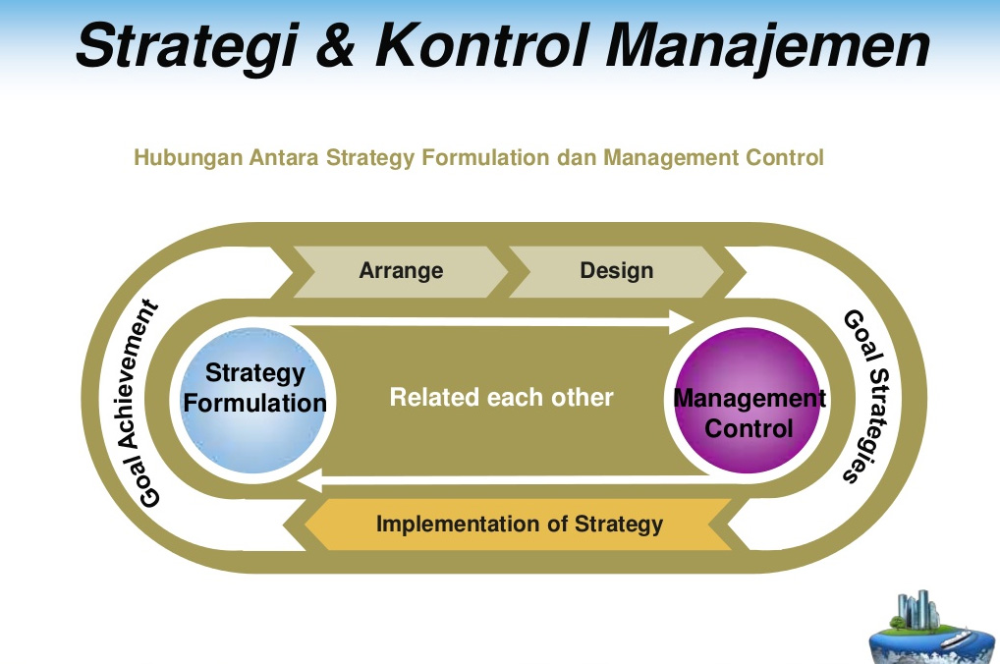 Strategi & Kontrol Manajemen
Hubungan Antara Strategy Formulation dan Management Control
Arrange
Design
Goal Achievement
Strategy
Formulation
Related each other
Management
Control
Goal Strategies
Implementation of Strategy